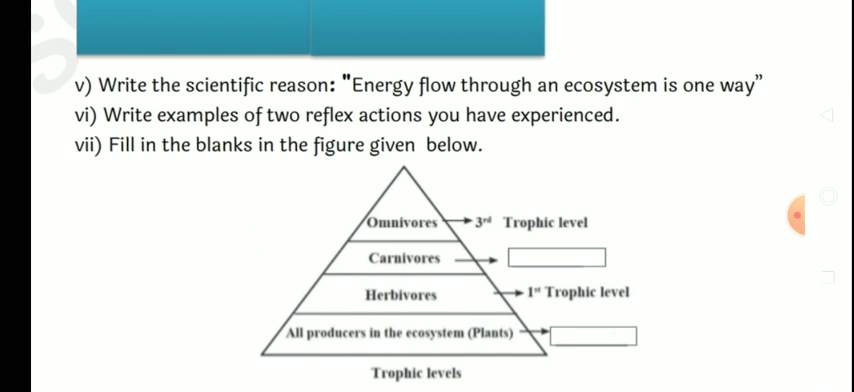 v) Write the scientific reason: "Energy flow through an ecosystem is one way”
vi) Write examples of two reflex actions you have experienced.
vii) Fill in the blanks in the figure given below.
Omnivores 3rd Trophic level
Carnivores
Herbivores 1st Trophic level
All producers in the ecosystem (Plants)
Trophic levels